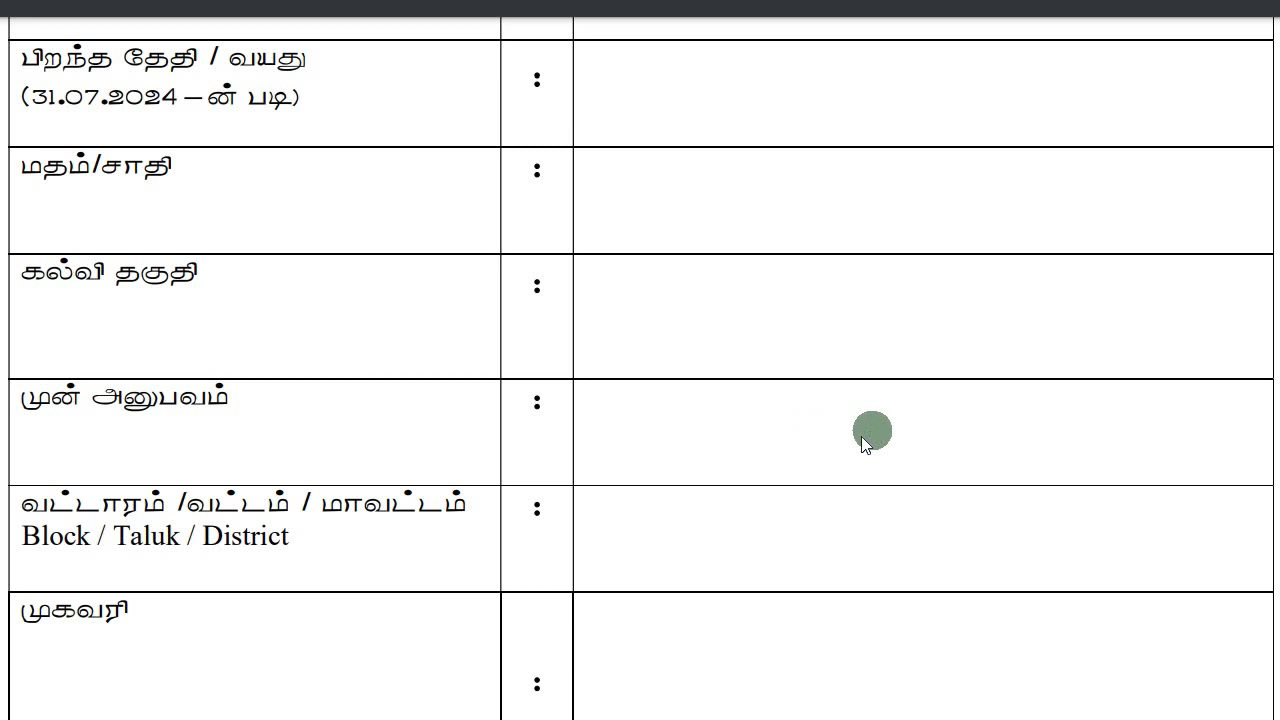 பிறந்த தேதி / வயது
:
(31.07.2024 – ன் படி)
மதம்/சாதி
:
கல்வி தகுதி
:
முன் அனுபவம்
:
வட்டாரம் /வட்டம் / மாவட்டம்
:
Block / Taluk / District
முகவரி
: